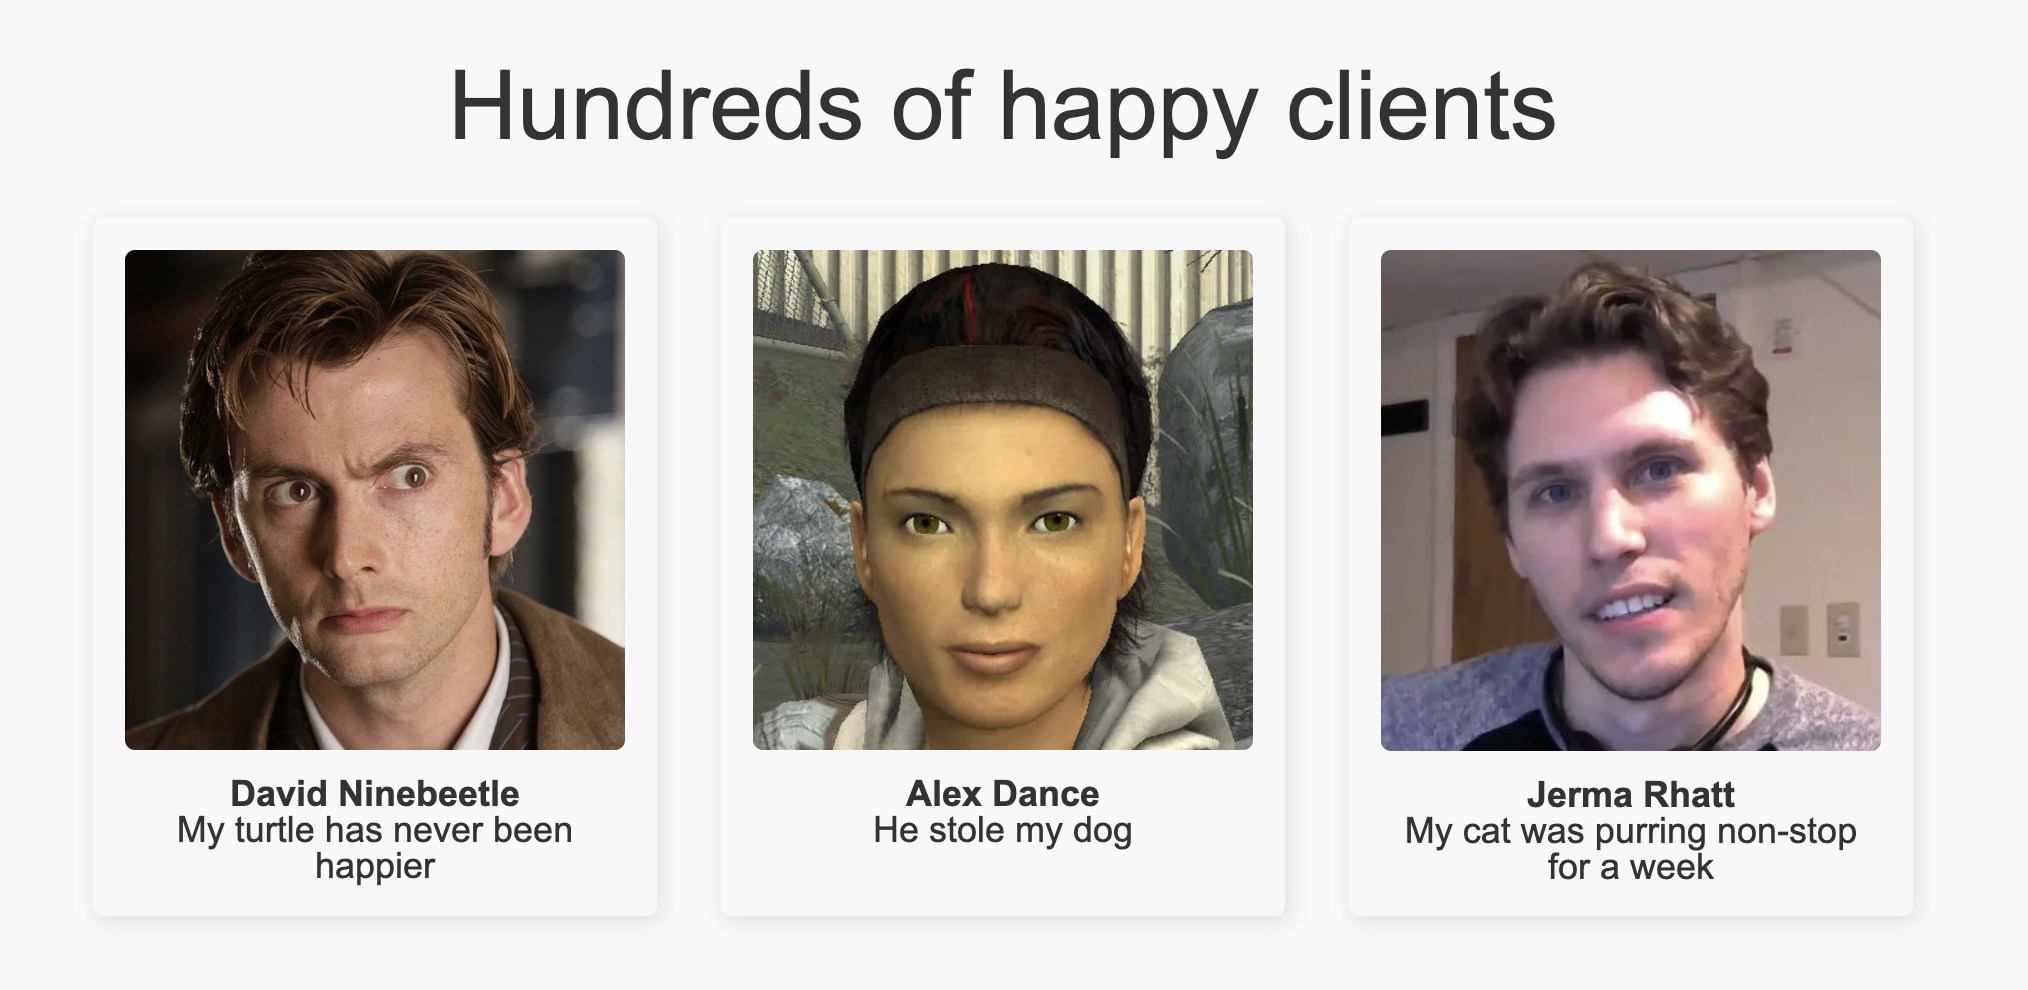 Hundreds of happy clients
David Ninebeetle
My turtle has never been
happier
Alex Dance
He stole my dog
Jerma Rhatt
My cat was purring non-stop
for a week